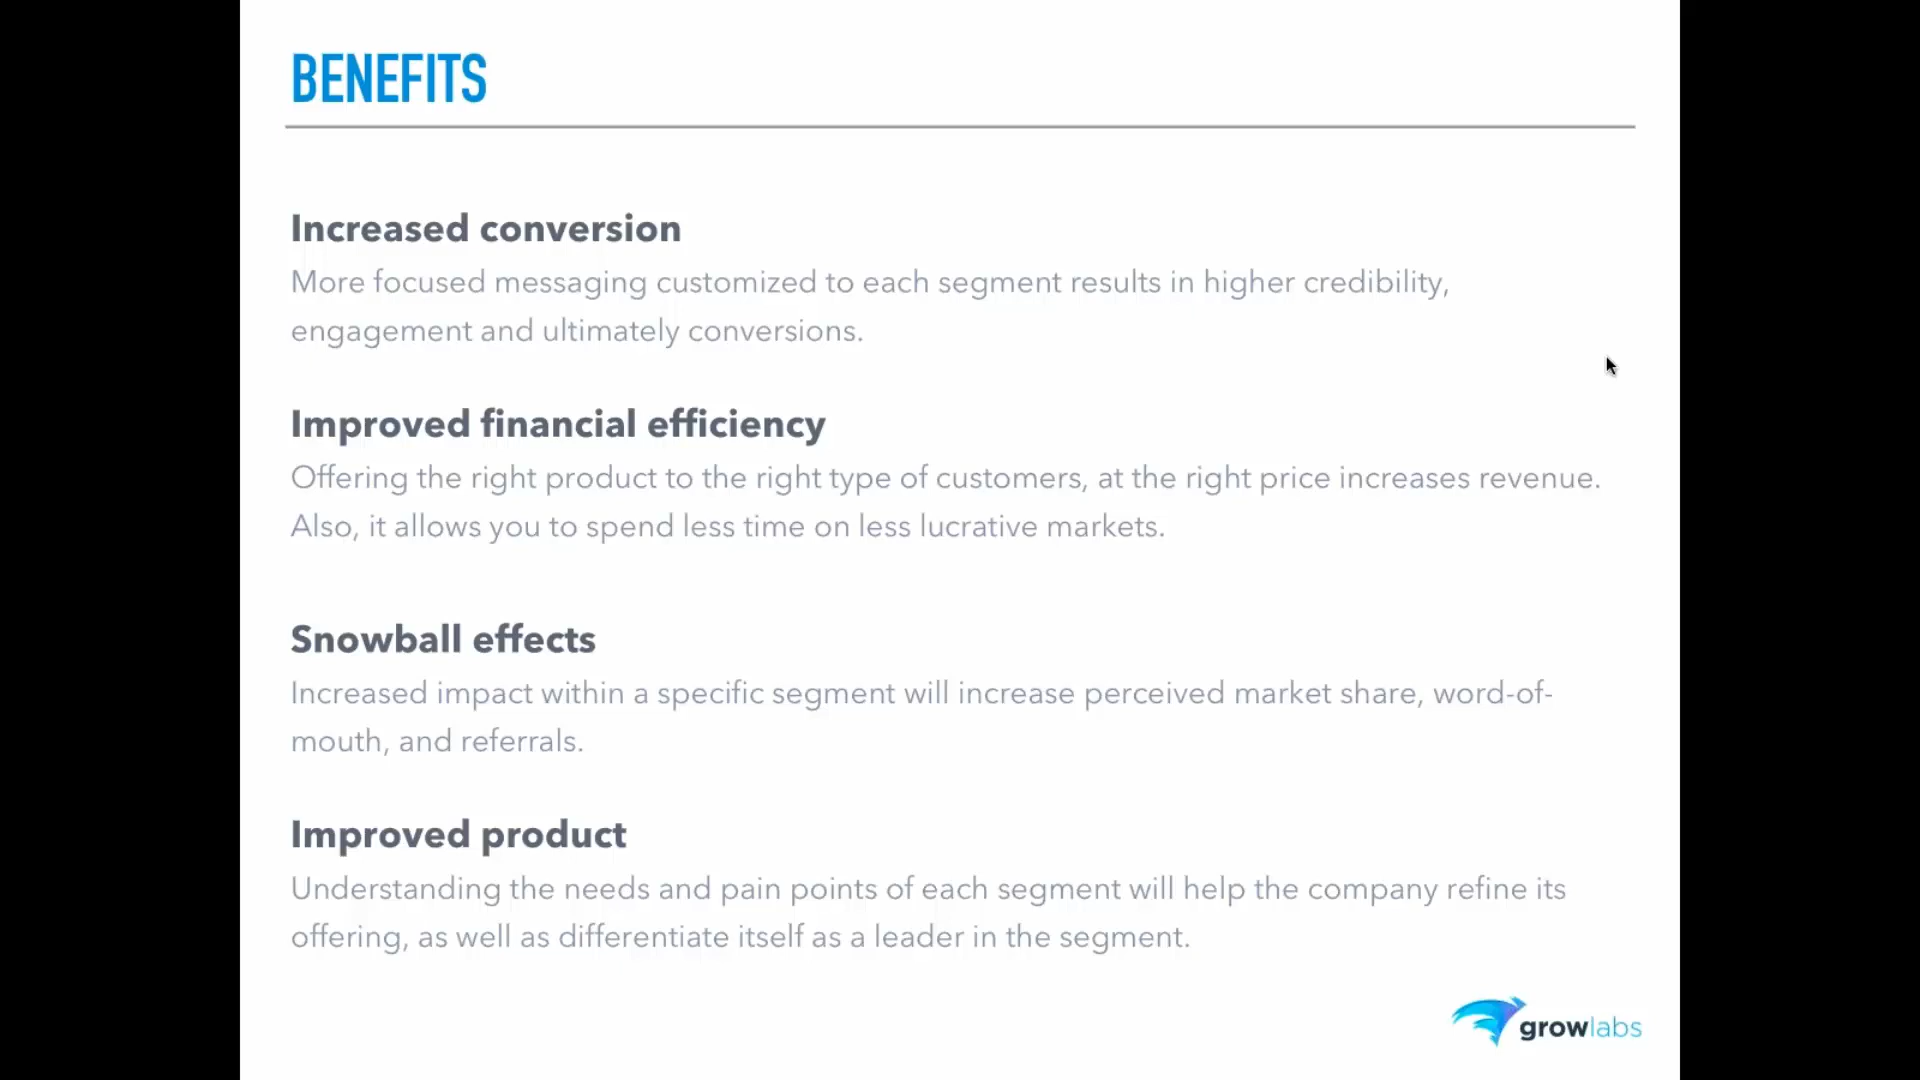 BENEFITS
Increased conversion
More focused messaging customized to each segment results in higher credibility,
engagement and ultimately conversions.
Improved financial efficiency
Offering the right product to the right type of customers, at the right price increases revenue.
Also, it allows you to spend less time on less lucrative markets.
Snowball effects
Increased impact within a specific segment will increase perceived market share, word-of-
mouth, and referrals.
Improved product
Understanding the needs and pain points of each segment will help the company refine its
offering, as well as differentiate itself as a leader in the segment.
growlabs